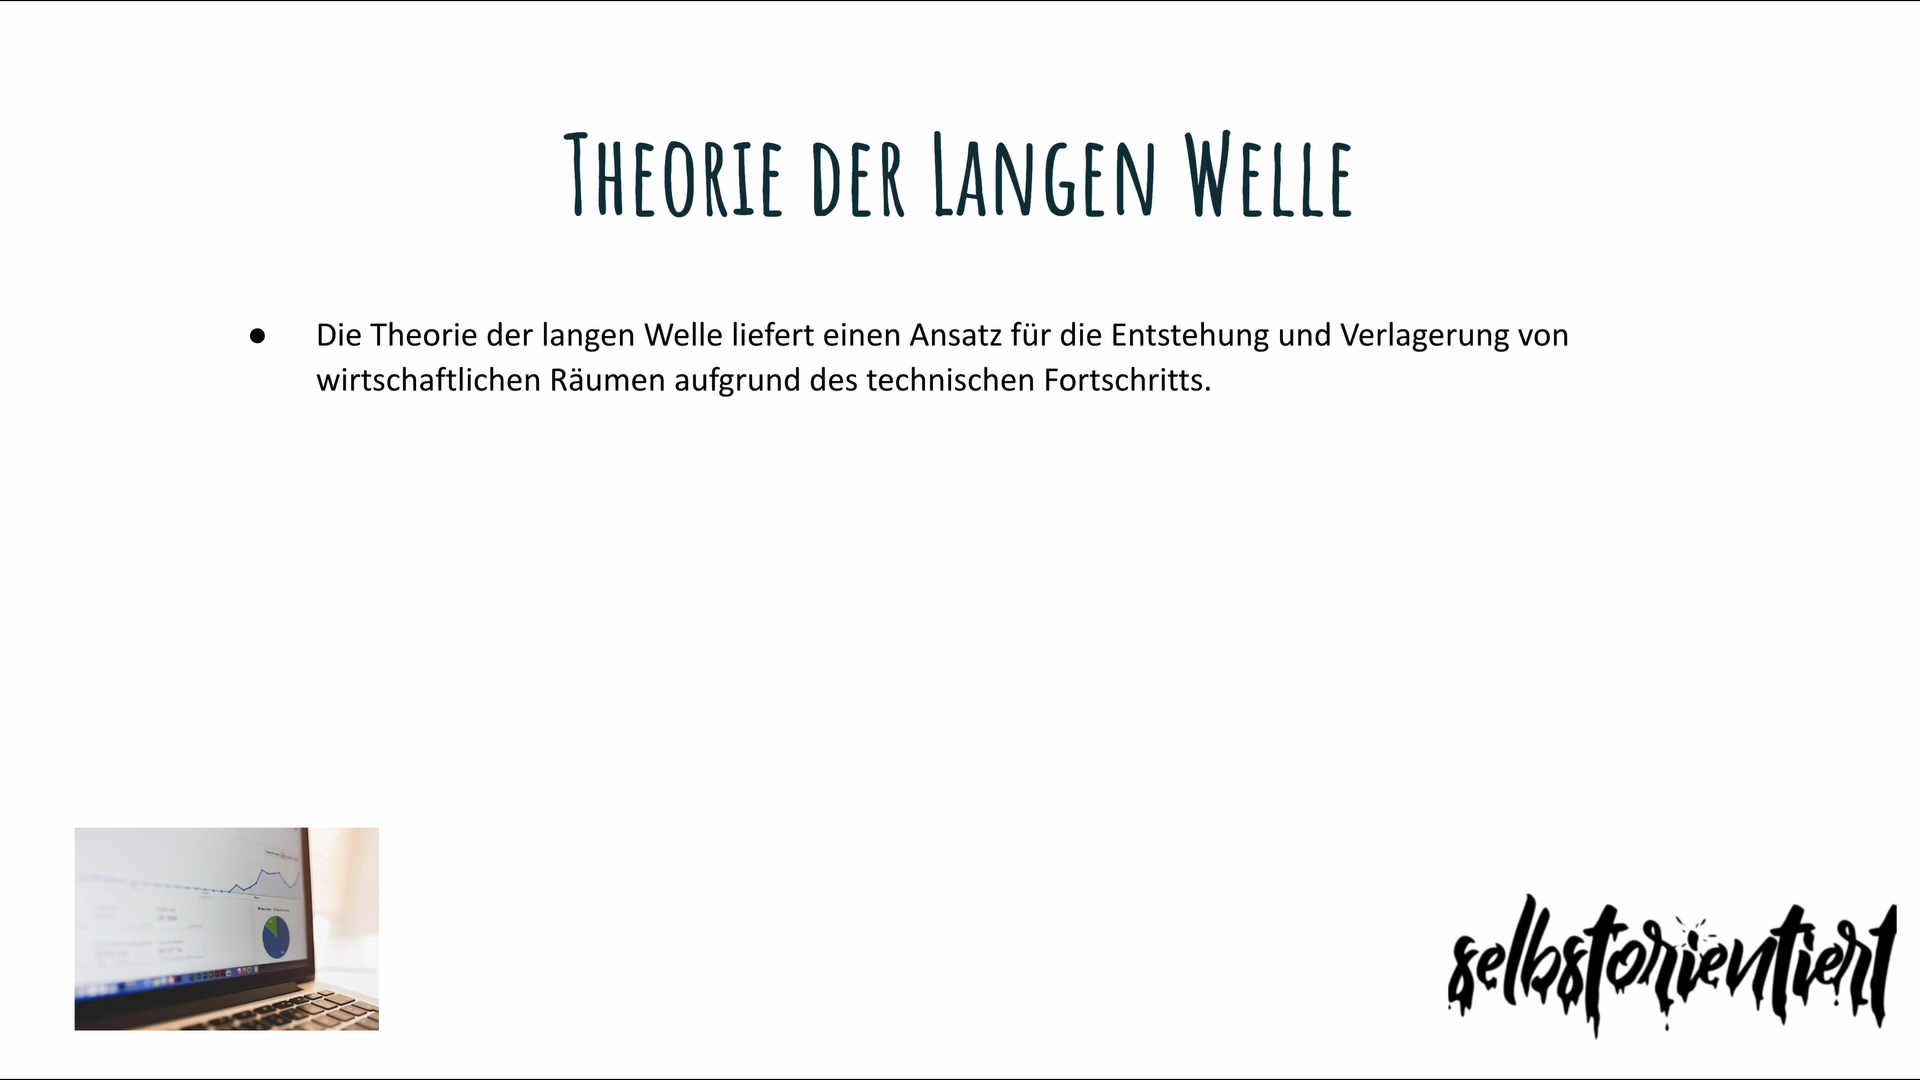 Theorie der Langen Welle
● Die Theorie der langen Welle liefert einen Ansatz für die Entstehung und Verlagerung von
wirtschaftlichen Räumen aufgrund des technischen Fortschritts.
selbstorientiert